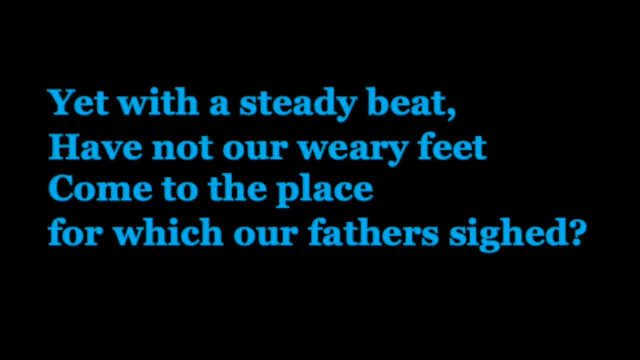 Yet with a steady beat,
Have not our weary feet
Come to the place
for which our fathers sighed?